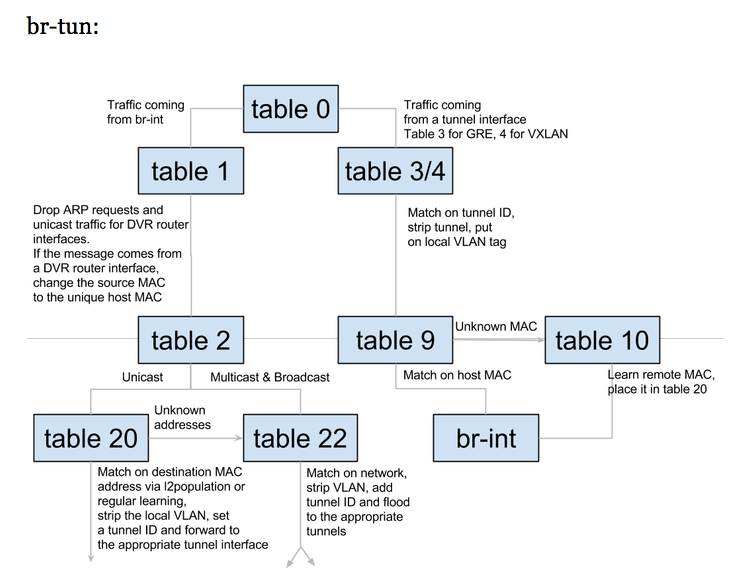 br-tun:
table 0
Traffic coming
from br-int
Traffic coming
from a tunnel interface
Table 3 for GRE, 4 for VXLAN
table 1
table 3/4
Drop ARP requests and
unicast traffic for DVR router
interfaces.
If the message comes from
a DVR router interface,
change the source MAC
to the unique host MAC
Match on tunnel ID,
strip tunnel, put
on local VLAN tag
table 2
table 9
Unknown MAC
table 10
Unicast
Multicast & Broadcast
Match on host MAC
Learn remote MAC,
place it in table 20
table 20
Unknown
addresses
table 22
br-int
Match on destination MAC
address via l2population or
regular learning,
strip the local VLAN, set
a tunnel ID and forward to
the appropriate tunnel interface
Match on network,
strip VLAN, add
tunnel ID and flood
to the appropriate
tunnels